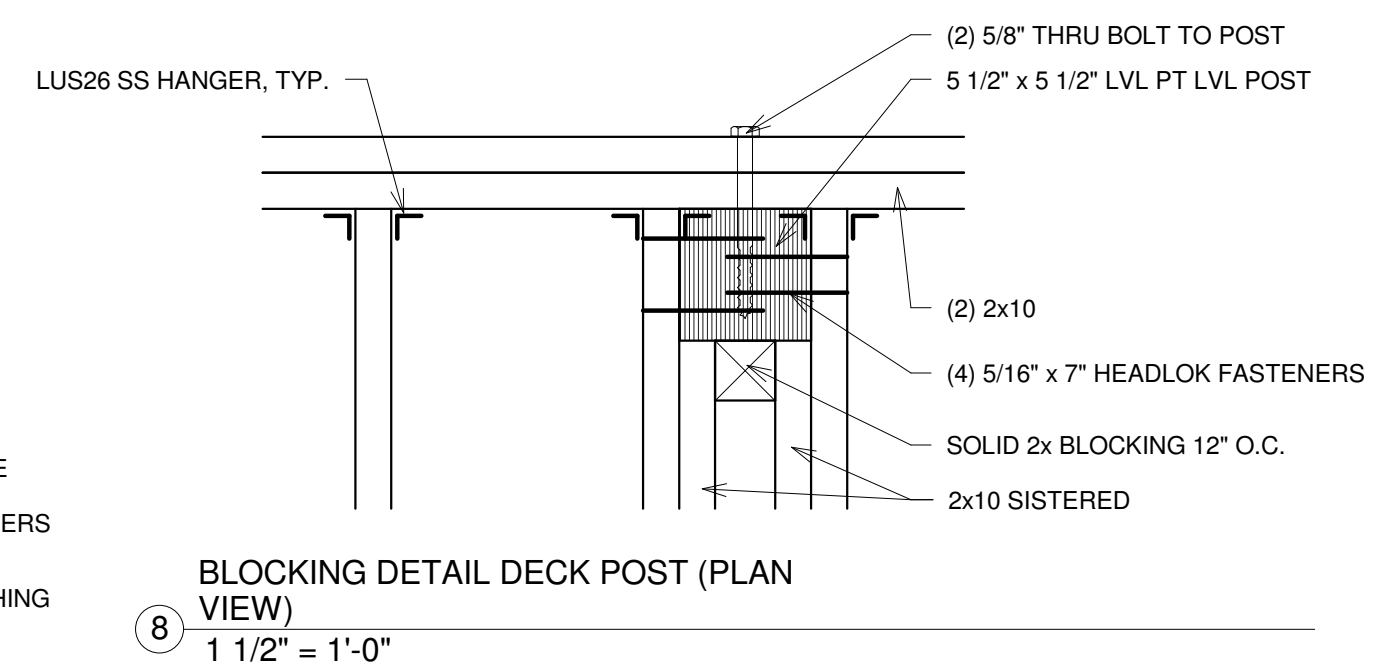 (2) 5/8" THRU BOLT TO POST
LUS26 SS HANGER, TYP.
5 1/2" x 5 1/2" LVL PT LVL POST
(2) 2x10
(4) 5/16" x 7" HEADLOK FASTENERS
SOLID 2x BLOCKING 12" O.C.
2x10 SISTERED
E
ERS
HING
8
BLOCKING DETAIL DECK POST (PLAN
VIEW)
1 1/2" = 1'-0"